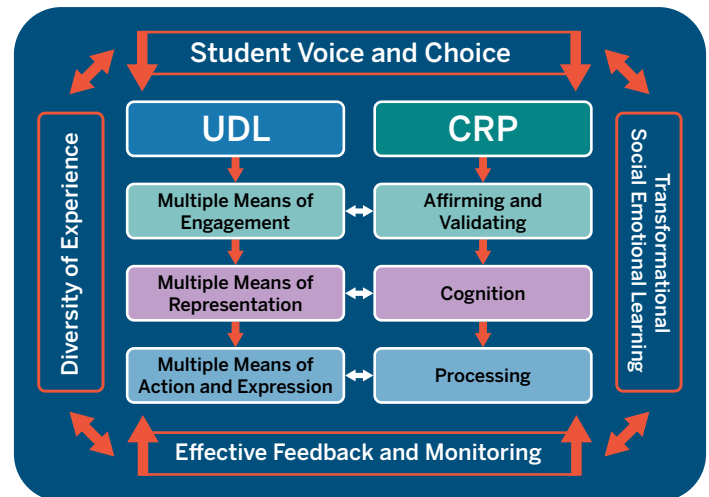 Student Voice and Choice
Diversity of Experience
UDL
CRP
Transformational
Social Emotional Learning
Multiple Means of
Engagement
Affirming and
Validating
Multiple Means of
Representation
Cognition
Multiple Means of
Action and Expression
Processing
Effective Feedback and Monitoring